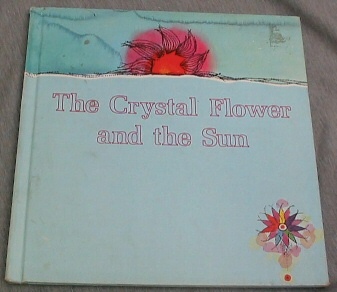 The Crystal Flower
and the Sun